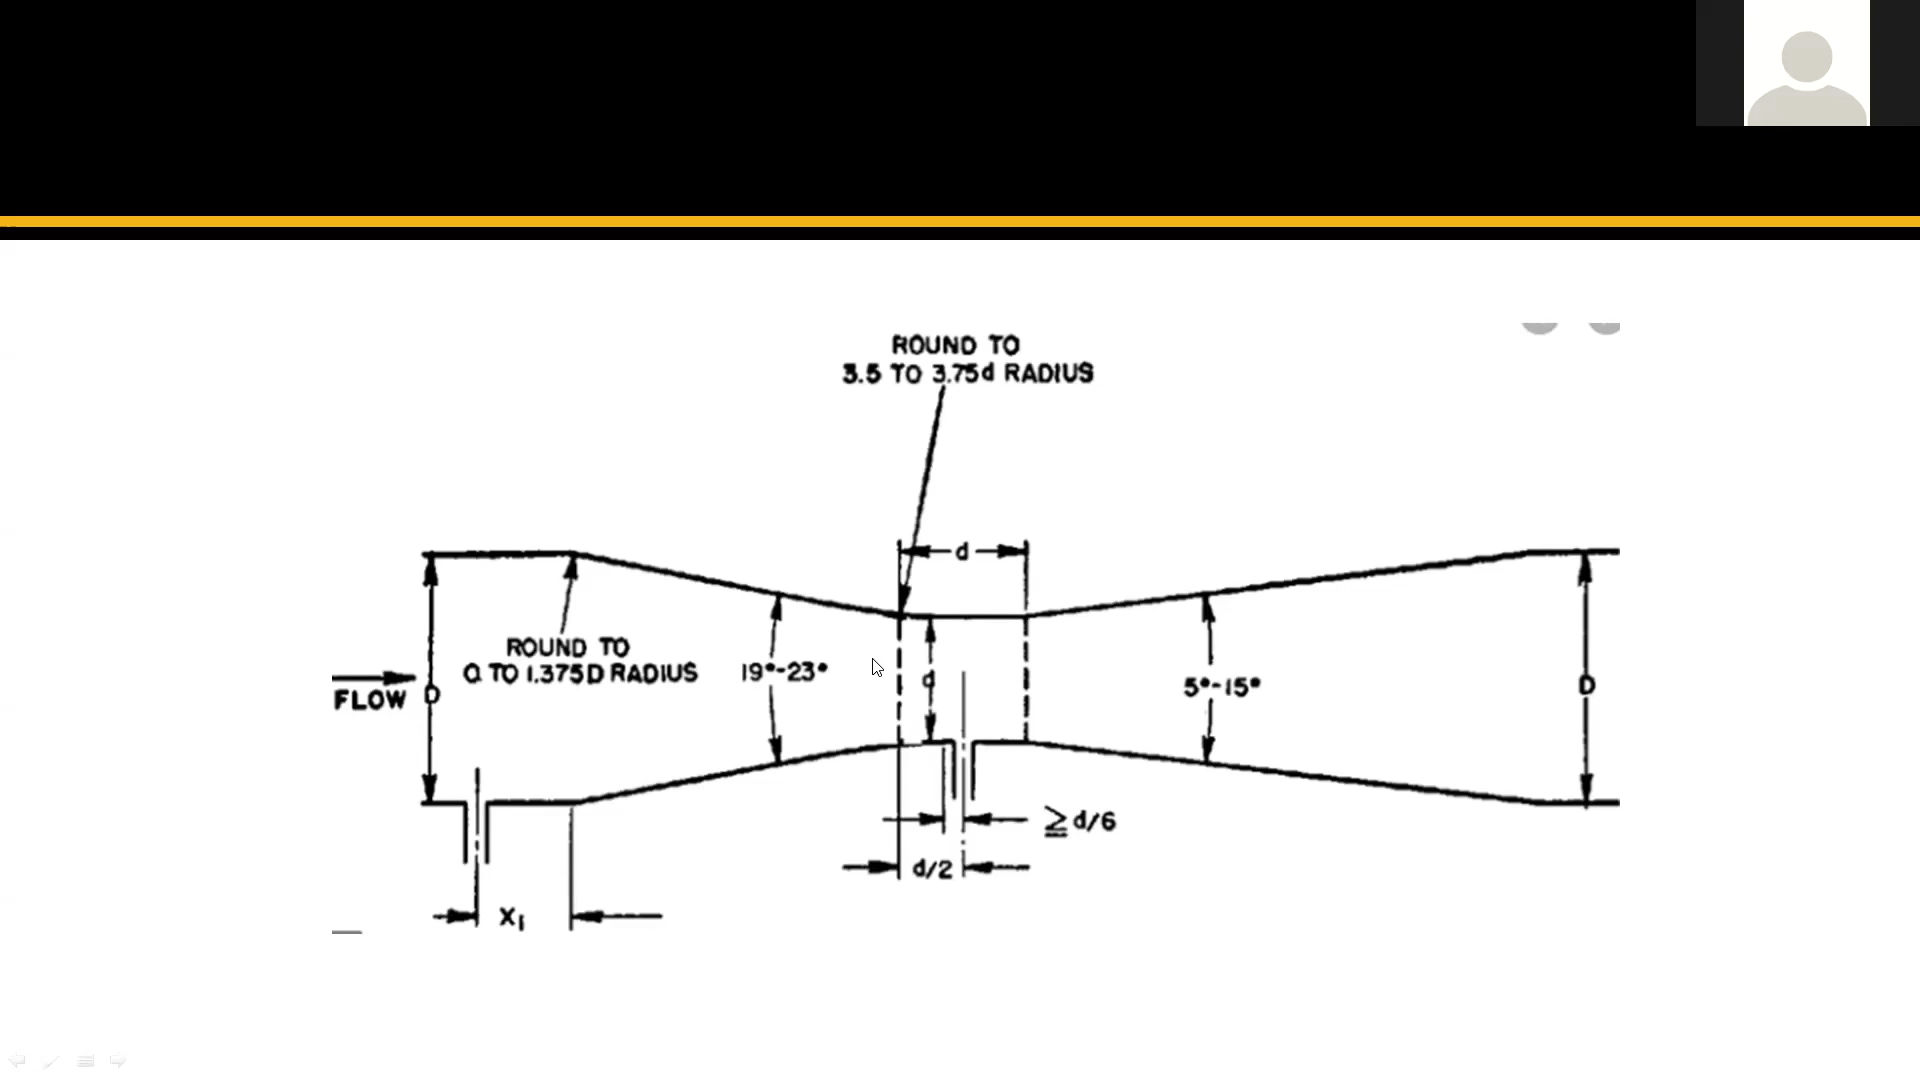 ROUND TO
3.5 TO 3.75d RADIUS
d
ROUND TO
0 TO 1.375D RADIUS
19°-23°
d
5°-15°
D
FLOW
D
≧ d/6
d/2
X₁